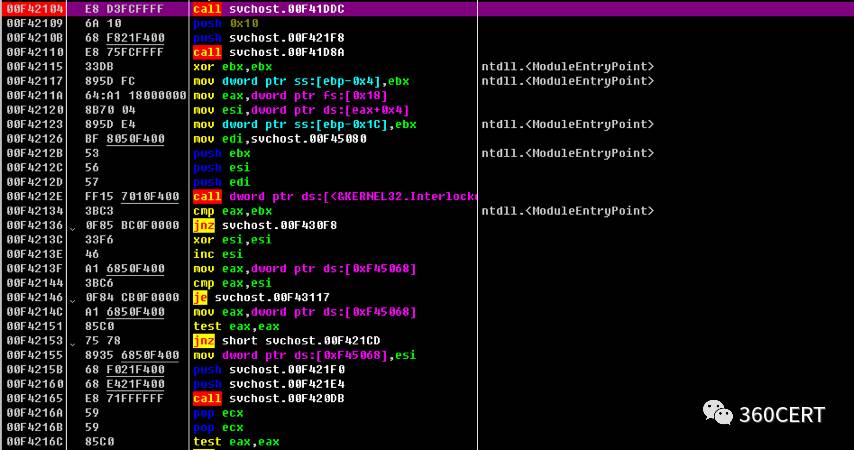 00F42104 E8 D3FCFFFF call svchost.00F41DDC
00F42109 6A 10 push 0x10
00F4210B 68 F821F400 push svchost.00F421F8
00F42110 E8 75FCFFFF call svchost.00F41D8A
00F42115 33DB xor ebx,ebx ntdll.<ModuleEntryPoint>
00F42117 895D FC mov dword ptr ss:[ebp-0x4],ebx ntdll.<ModuleEntryPoint>
00F4211A 64:A1 18000000 mov eax,dword ptr fs:[0x18]
00F42120 8B70 04 mov esi,dword ptr ds:[eax+0x4]
00F42123 895D E4 mov dword ptr ss:[ebp-0x1C],ebx ntdll.<ModuleEntryPoint>
00F42126 BF 8050F400 mov edi,svchost.00F45080
00F4212B 53 push ebx ntdll.<ModuleEntryPoint>
00F4212C 56 push esi
00F4212D 57 push edi
00F4212E FF15 7010F400 call dword ptr ds:[<&KERNEL32.Interlock
00F42134 3BC3 cmp eax,ebx ntdll.<ModuleEntryPoint>
00F42136 0F85 BC0F0000 jnz svchost.00F430F8
00F4213C 33F6 xor esi,esi
00F4213E 46 inc esi
00F4213F A1 6850F400 mov eax,dword ptr ds:[0xF45068]
00F42144 3BC6 cmp eax,esi
00F42146 0F84 CB0F0000 je svchost.00F43117
00F4214C A1 6850F400 mov eax,dword ptr ds:[0xF45068]
00F42151 85C0 test eax,eax
00F42153 75 78 jnz short svchost.00F421CD
00F42155 8935 6850F400 mov dword ptr ds:[0xF45068],esi
00F4215B 68 F021F400 push svchost.00F421F0
00F42160 68 E421F400 push svchost.00F421E4
00F42165 E8 71FFFFFF call svchost.00F420DB
00F4216A 59 pop ecx
00F4216B 59 pop ecx
00F4216C 85C0 test eax,eax
360CERT